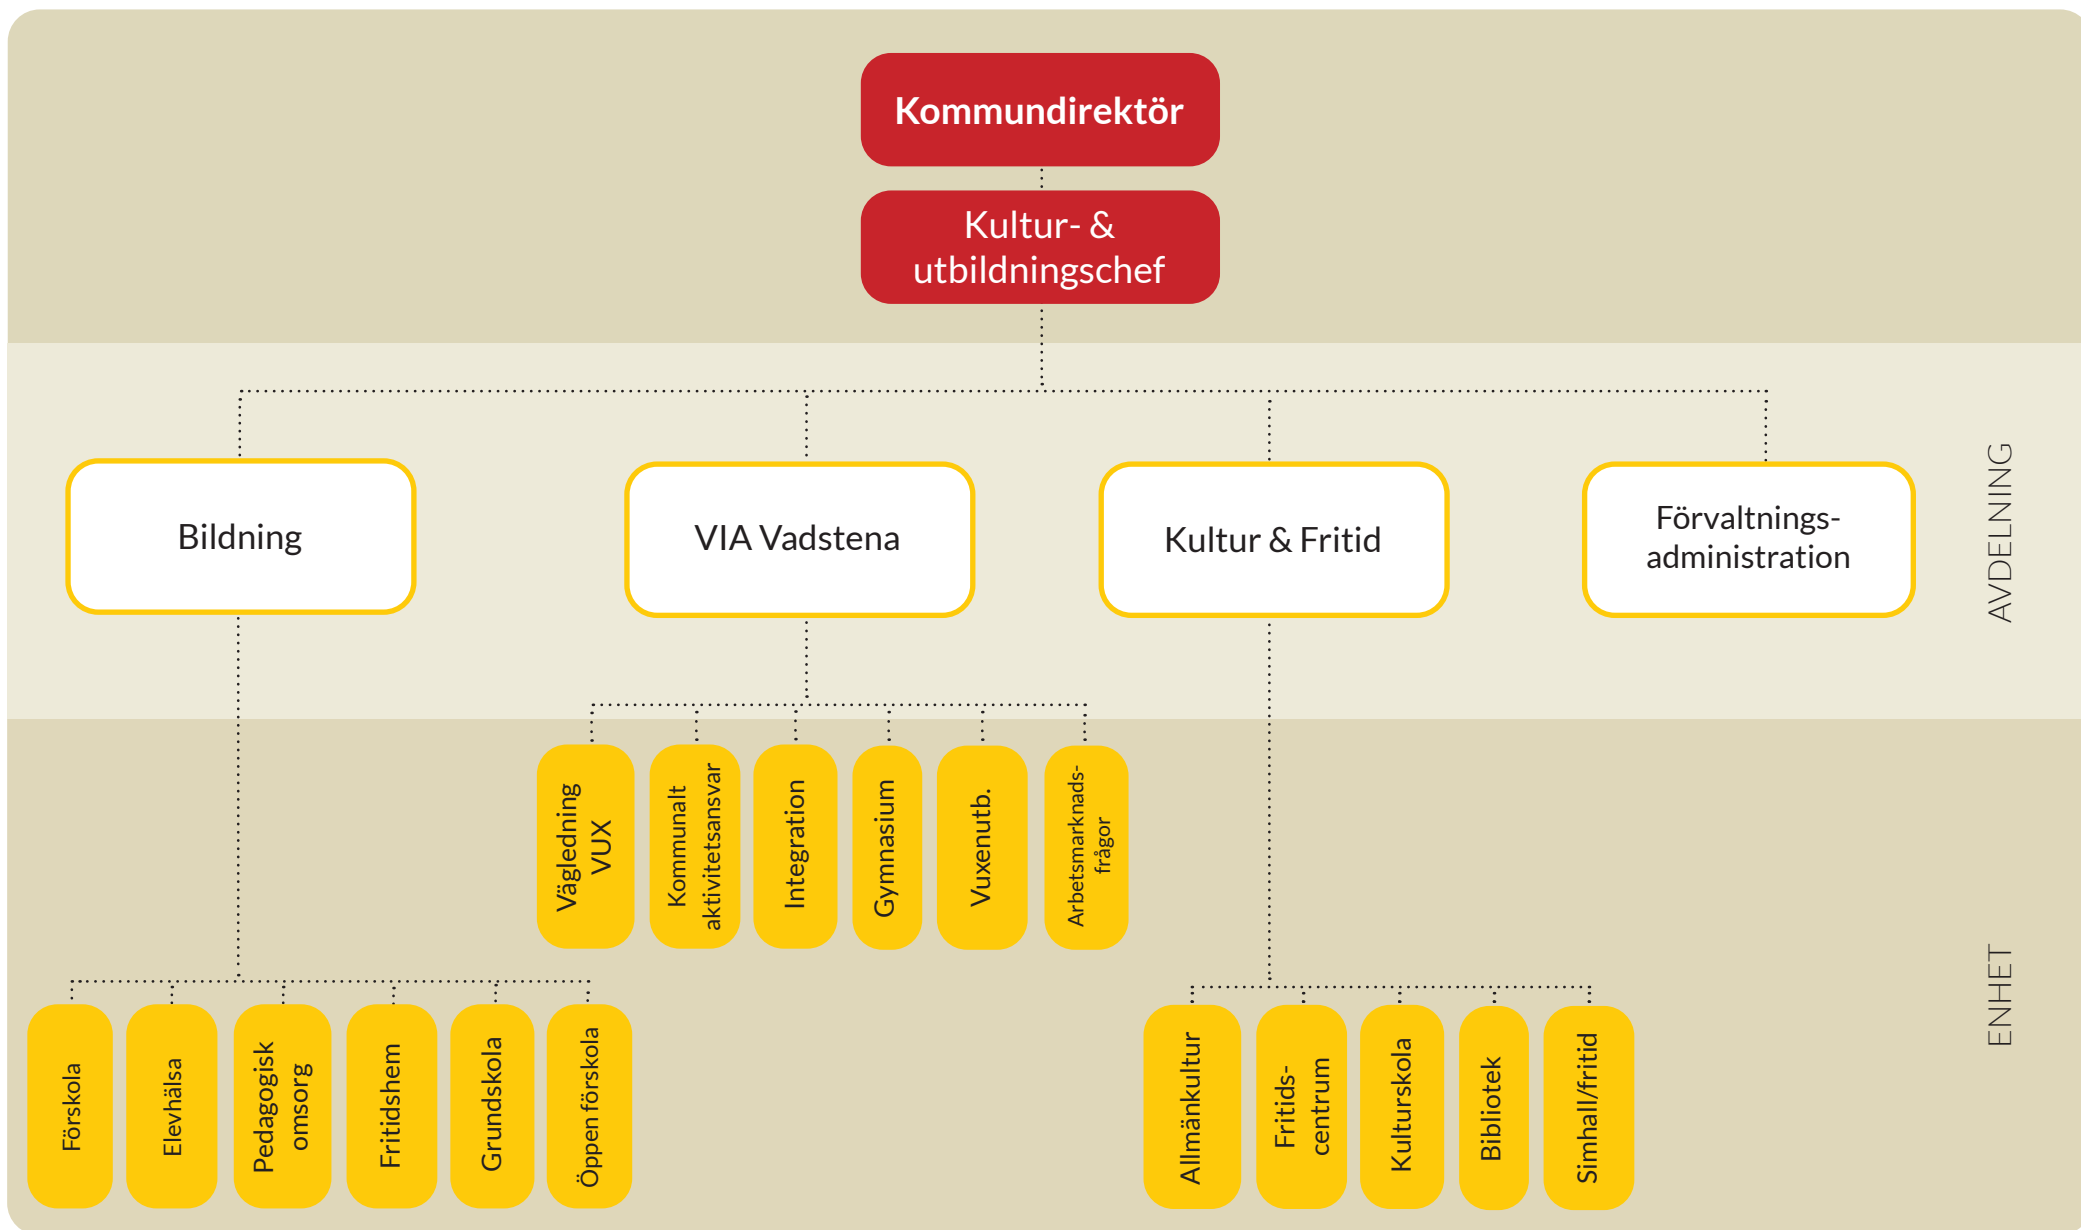 Kommundirektör
Kultur- &
utbildningschef
Bildning
VIA Vadstena
Kultur & Fritid
Förvaltnings-
administration
AVDELNING
Vägledning
VUX
Kommunalt
aktivitetsansvar
Integration
Gymnasium
Vuxenutb.
Arbetsmarknads-
frågor
ENHET
Förskola
Elevhälsa
Pedagogisk
omsorg
Fritidshem
Grundskola
Öppen förskola
Allmänkultur
Fritids-
centrum
Kulturskola
Bibliotek
Simhall/fritid